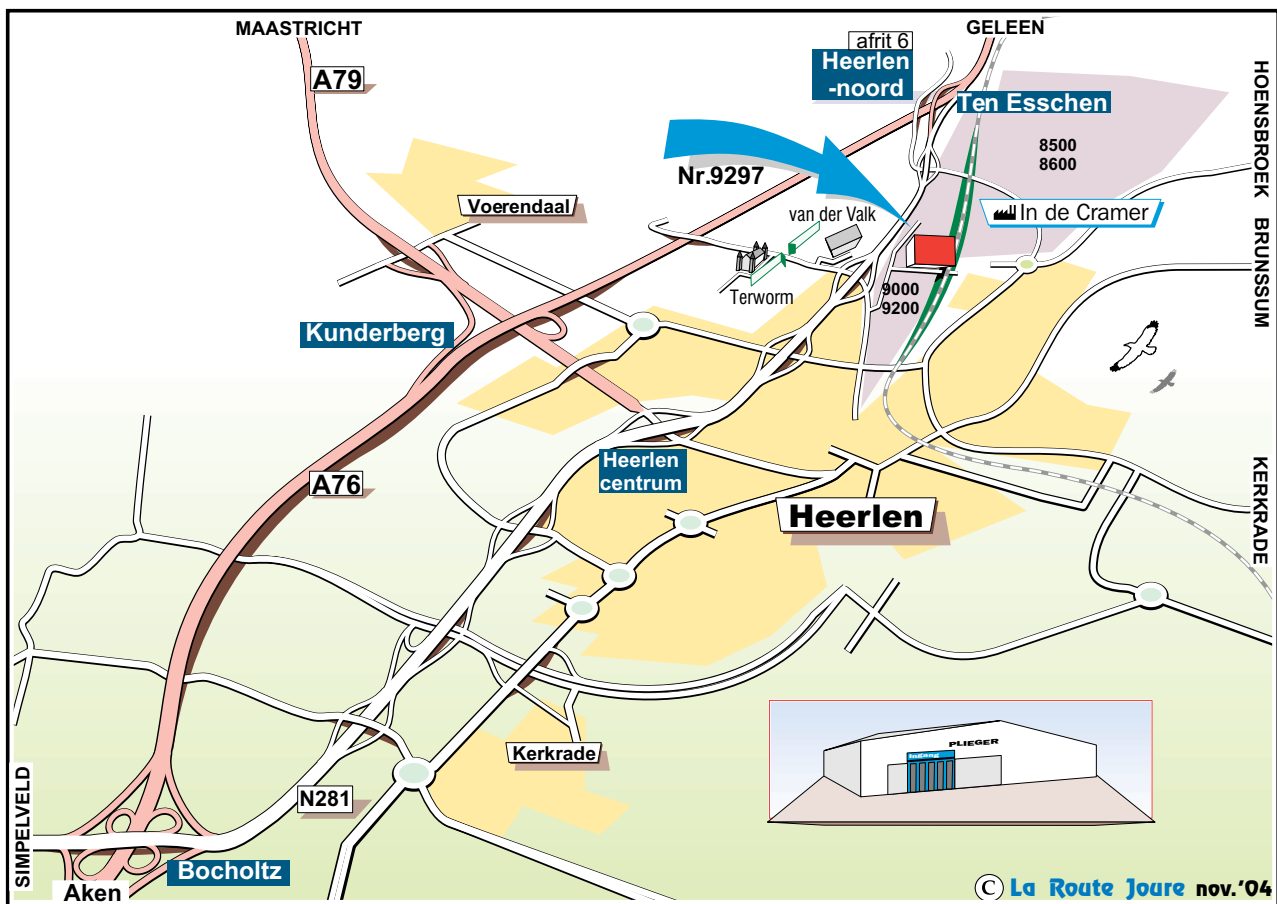 MAASTRICHT
GELEEN
afrit 6
Heerlen
-noord
A79
Ten Esschen
HOENSBROEK BRUNSSUM
8500
8600
Nr.9297
Voerendaal
van der Valk
In de Cramer
Terworm
9000
9200
Kunderberg
Heerlen
centrum
A76
KERKRADE
Heerlen
Kerkrade
PLIEGER
Ingang
N281
SIMPELVELD
Bocholtz
Aken
© La Route Joure nov.'04